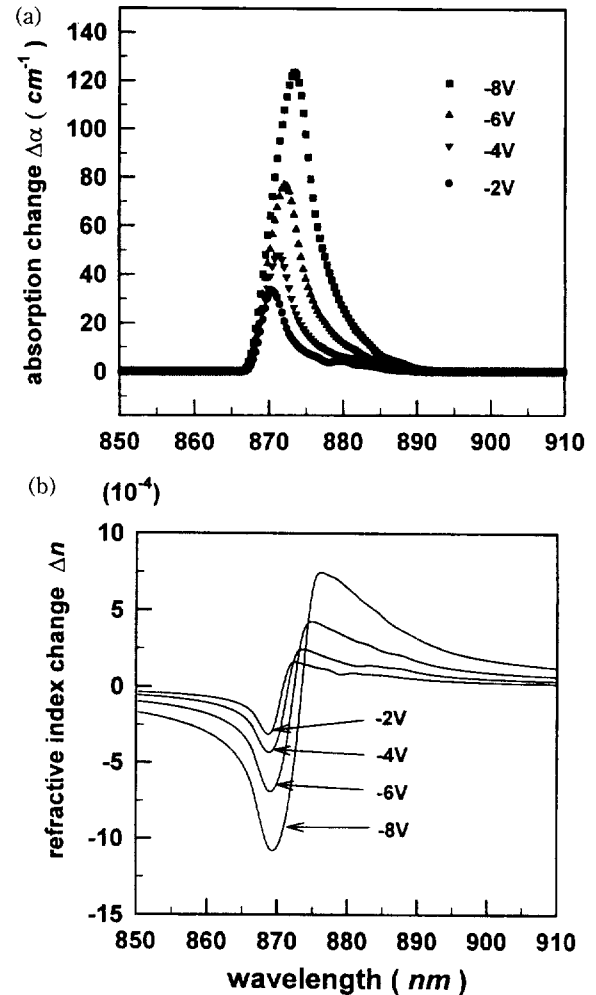 (a)
absorption change Δα ( cm⁻¹ )
140
120
100
80
60
40
20
0
-8V
-6V
-4V
-2V
850 860 870 880 890 900 910
(b)
(10⁻⁴)
refractive index change Δn
10
5
0
-5
-10
-15
-2V
-4V
-6V
-8V
850 860 870 880 890 900 910
wavelength ( nm )